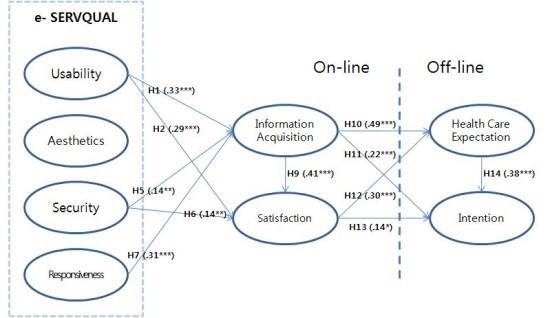 e- SERVQUAL
On-line
Off-line
Usability
Aesthetics
Security
Responsiveness
H1 (.33***)
H2 (.29***)
H5 (.14**)
H6 (.14**)
H7 (.31***)
Information
Acquisition
H9 (.41***)
Satisfaction
H10 (.49***)
H11 (.22***)
H12 (.30***)
H13 (.14*)
Health Care
Expectation
H14 (.38***)
Intention